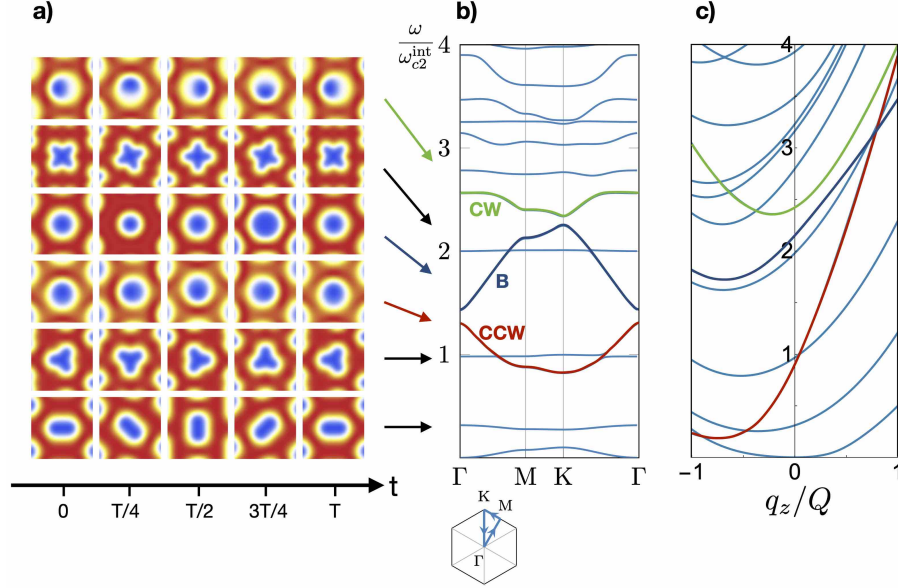 a)
b)
c)
ω
ω_{c2}^{int}
4
3
2
1
CW
B
CCW
Γ M K Γ
4
3
2
1
−1 0 1
q_z/Q
t
0 T/4 T/2 3T/4 T
K
M
Γ